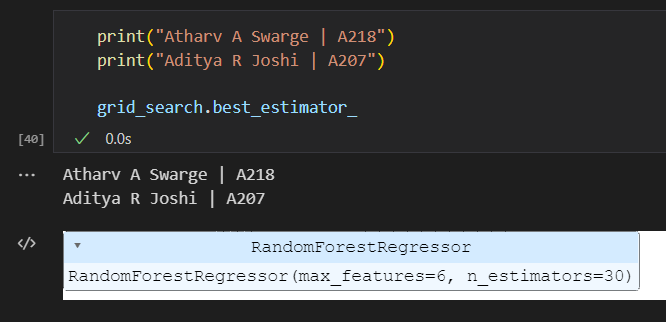 print("Atharv A Swarge | A218")
print("Aditya R Joshi | A207")
grid_search.best_estimator_
[40]
0.0s
Atharv A Swarge | A218
Aditya R Joshi | A207
RandomForestRegressor
RandomForestRegressor(max_features=6, n_estimators=30)